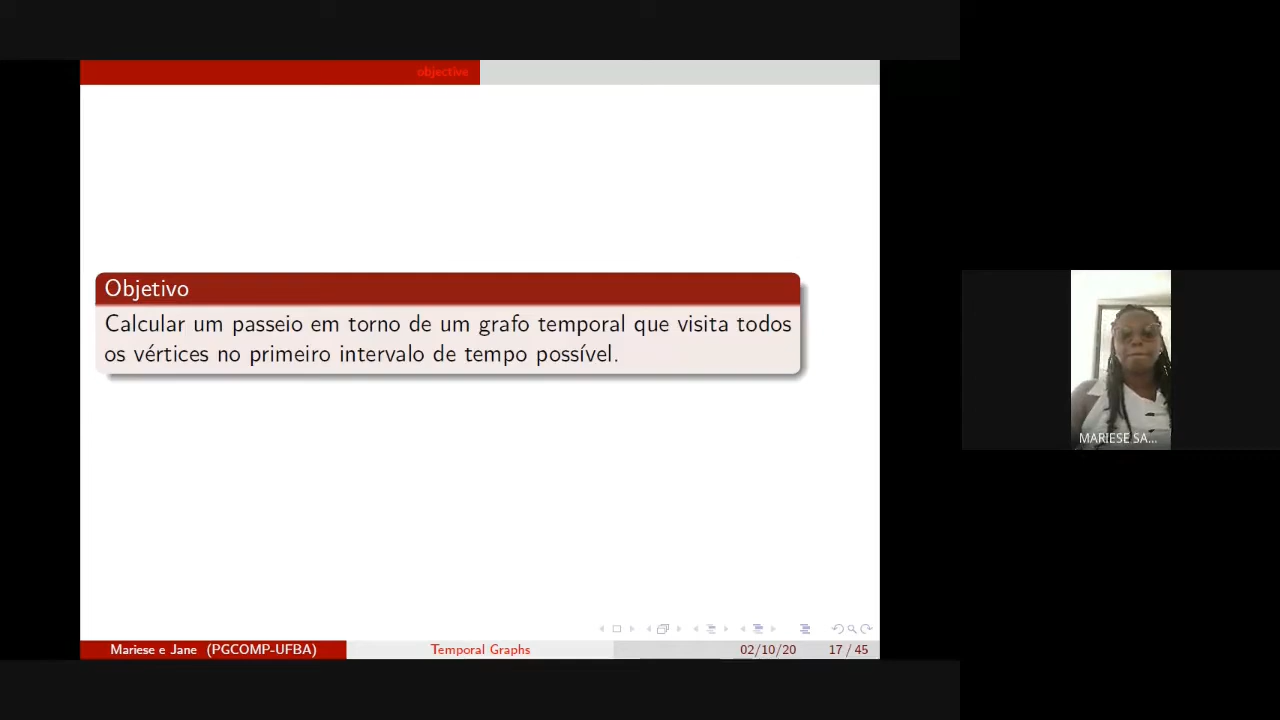 objective
Objetivo
Calcular um passeio em torno de um grafo temporal que visita todos
os vértices no primeiro intervalo de tempo possível.
MARIESE SA...
Mariese e Jane (PGCOMP-UFBA)
Temporal Graphs
02/10/20
17 / 45